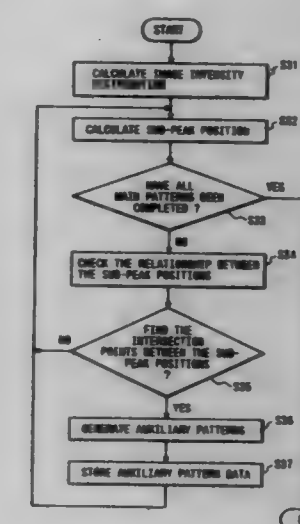 START
CALCULATE IMAGE INTENSITY
DISTRIBUTION
S31
CALCULATE SUB-PEAK POSITION
S32
HAVE ALL
MAIN PATTERNS BEEN
COMPLETED ?
YES
S33
NO
CHECK THE RELATIONSHIP BETWEEN
THE SUB-PEAK POSITIONS
S34
FIND THE
INTERSECTION
POINTS BETWEEN THE SUB-
PEAK POSITIONS
?
NO
S35
YES
GENERATE AUXILIARY PATTERNS
S36
STORE AUXILIARY PATTERN DATA
S37